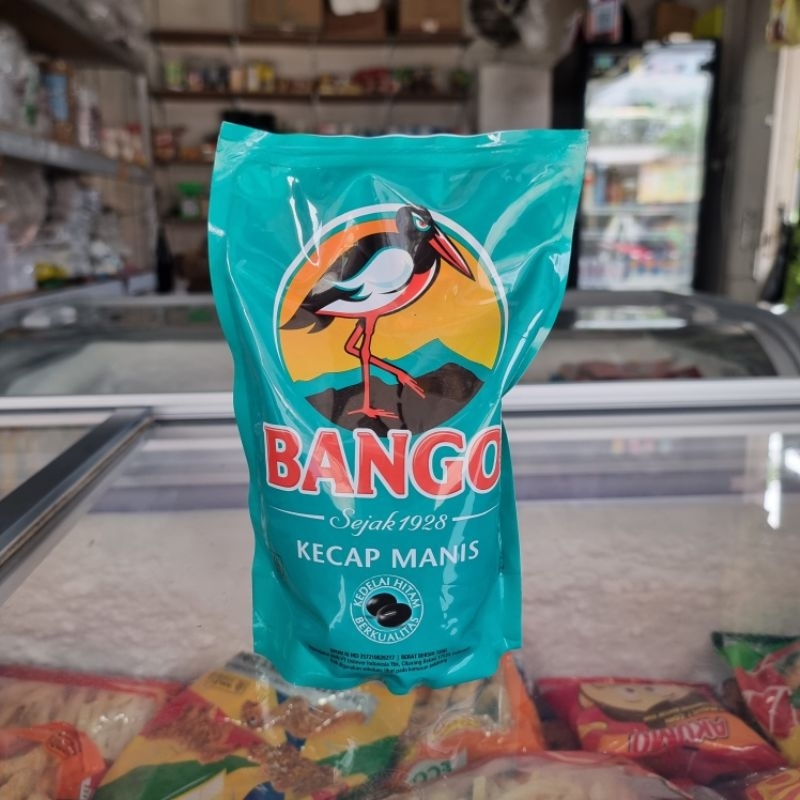 BANGO
Sejak 1928
KECAP MANIS
KEDELAI HITAM
BERKUALITAS